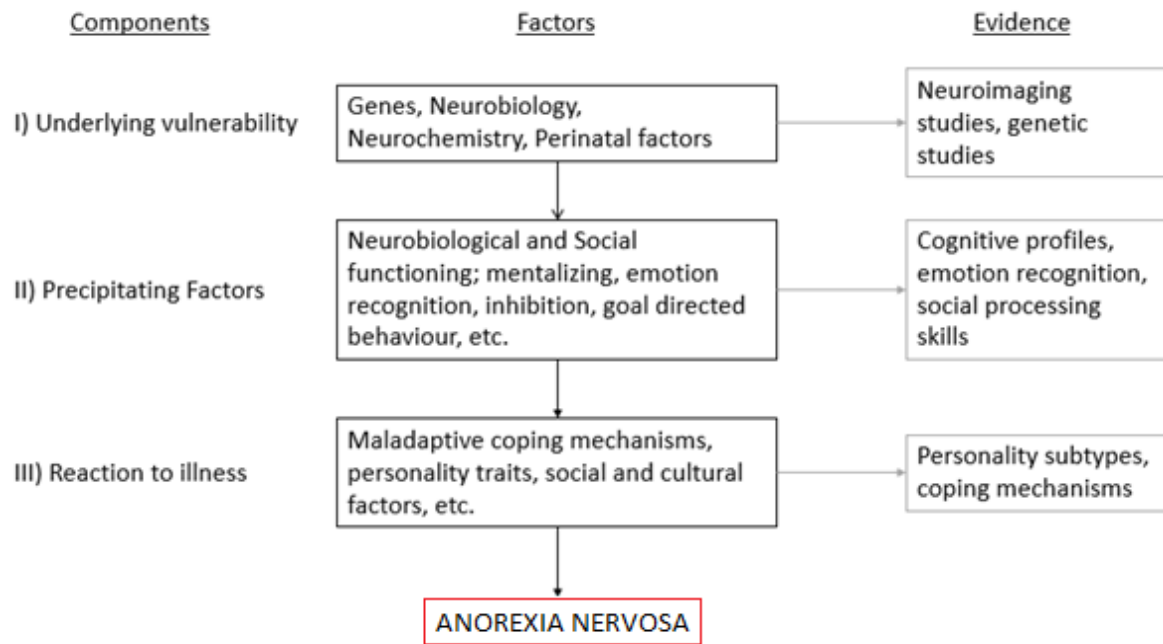 Components
Factors
Evidence
I) Underlying vulnerability
Genes, Neurobiology,
Neurochemistry, Perinatal factors
Neuroimaging
studies, genetic
studies
II) Precipitating Factors
Neurobiological and Social
functioning; mentalizing, emotion
recognition, inhibition, goal directed
behaviour, etc.
Cognitive profiles,
emotion recognition,
social processing
skills
III) Reaction to illness
Maladaptive coping mechanisms,
personality traits, social and cultural
factors, etc.
Personality subtypes,
coping mechanisms
ANOREXIA NERVOSA